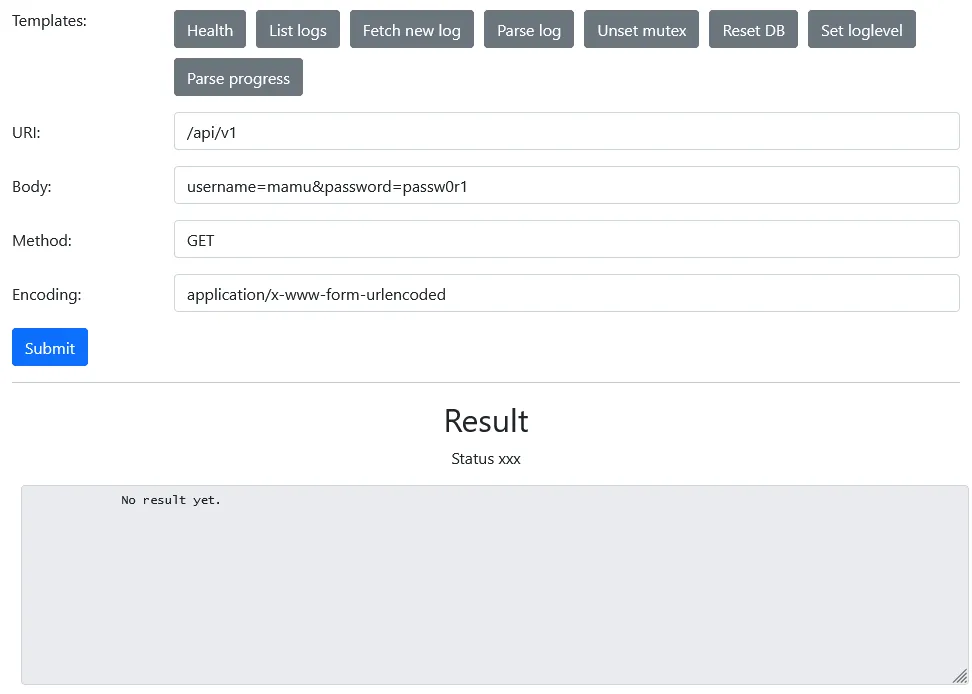 Templates:
Health List logs Fetch new log Parse log Unset mutex Reset DB Set loglevel
Parse progress
URI: /api/v1
Body: username=mamu&password=passw0r1
Method: GET
Encoding: application/x-www-form-urlencoded
Submit
Result
Status xxx
No result yet.